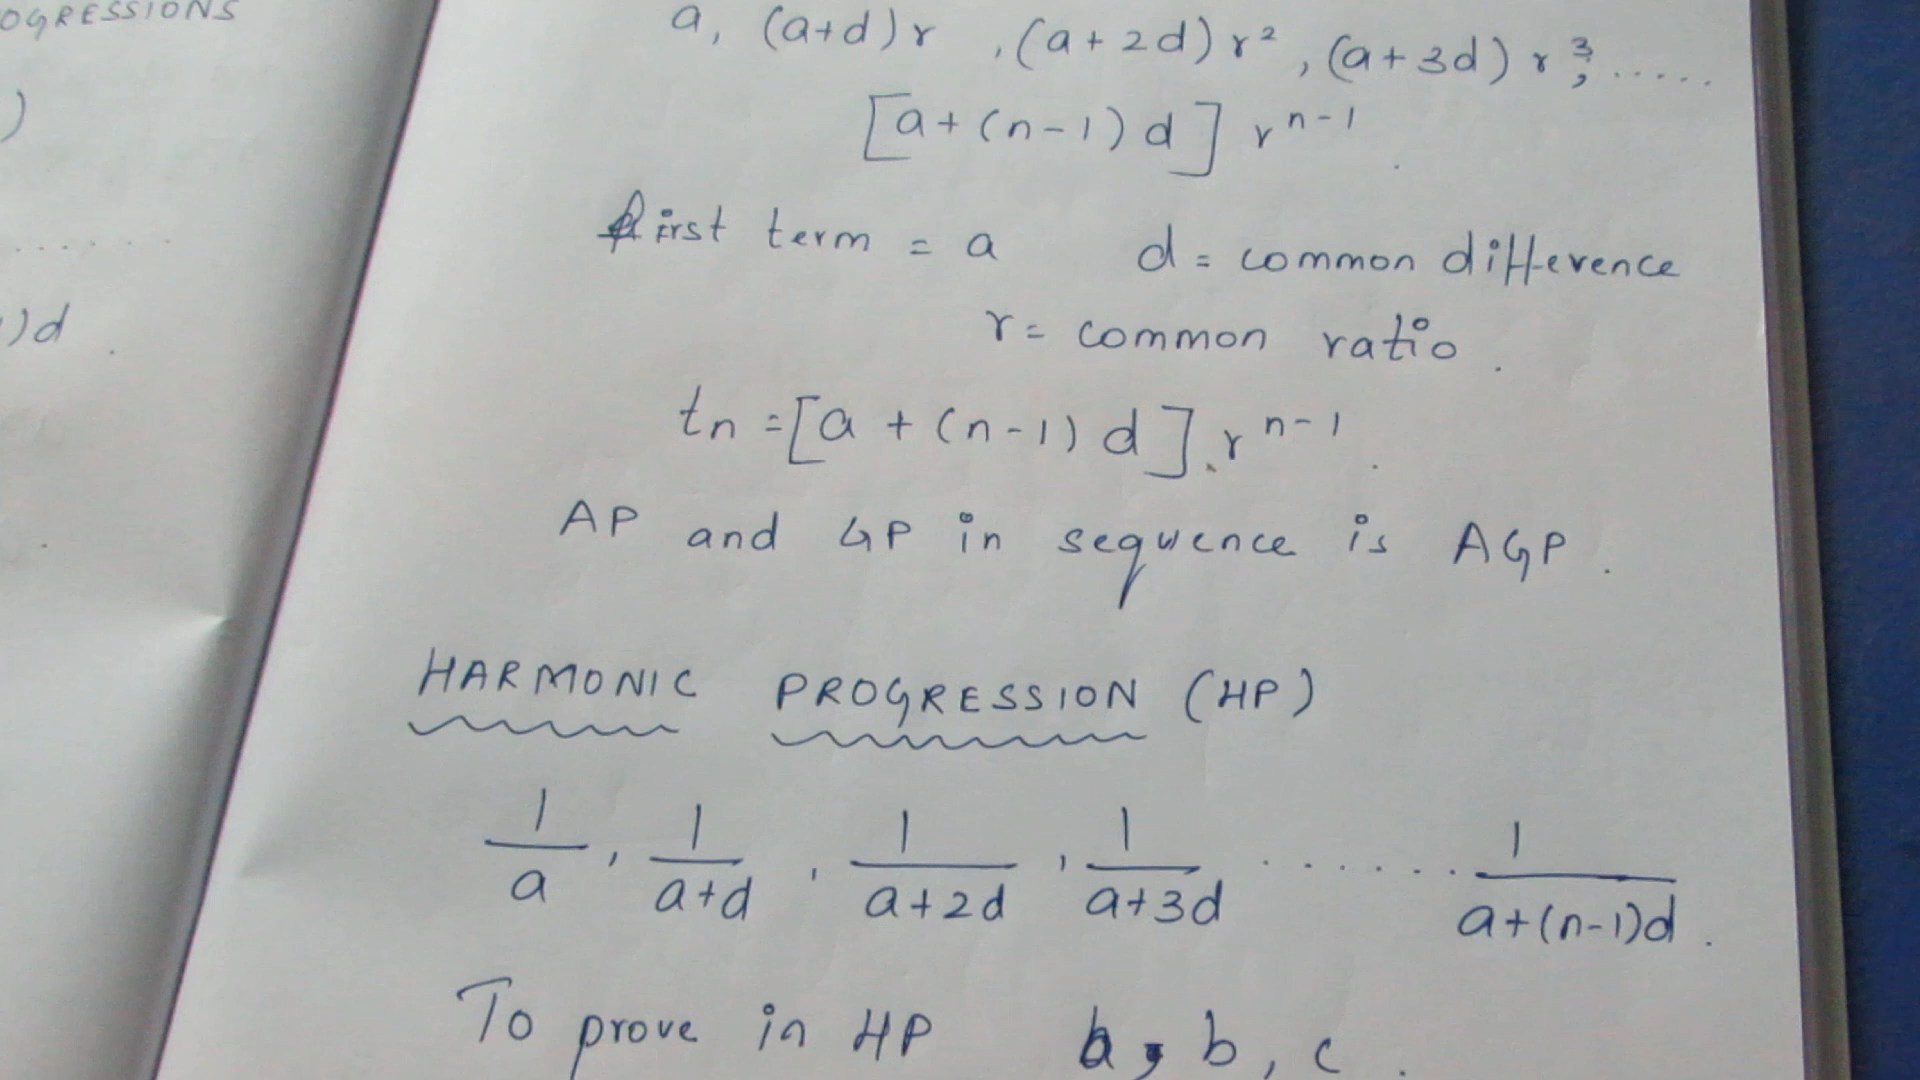 OGRESSIONS
)
.......
)d .
a, (a+d)r , (a+2d)r², (a+3d)r³, .....
[a+(n-1)d] rⁿ⁻¹.
first term = a d = common difference
r = common ratio.
tn = [a + (n-1) d].rⁿ⁻¹.
AP and GP in sequence is AGP.
HARMONIC PROGRESSION (HP)
1/a, 1/a+d, 1/a+2d, 1/a+3d ....... 1/a+(n-1)d.
To prove in HP a, b, c.